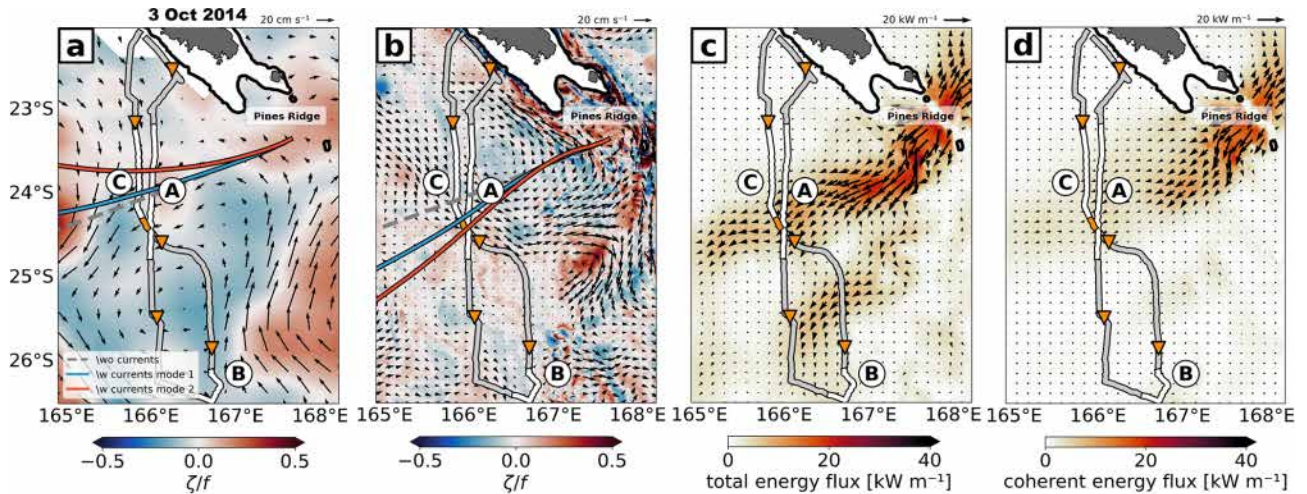 3 Oct 2014
20 cm s⁻¹
20 cm s⁻¹
20 kW m⁻¹
20 kW m⁻¹
a
b
c
d
Pines Ridge
Pines Ridge
Pines Ridge
Pines Ridge
23°S
24°S
25°S
26°S
C
A
B
C
A
B
C
A
B
C
A
B
\wo currents
\w currents mode 1
\w currents mode 2
165°E 166°E 167°E 168°E
165°E 166°E 167°E 168°E
165°E 166°E 167°E 168°E
165°E 166°E 167°E 168°E
−0.5 0.0 0.5
ζ/f
−0.5 0.0 0.5
ζ/f
0 20 40
total energy flux [kW m⁻¹]
0 20 40
coherent energy flux [kW m⁻¹]